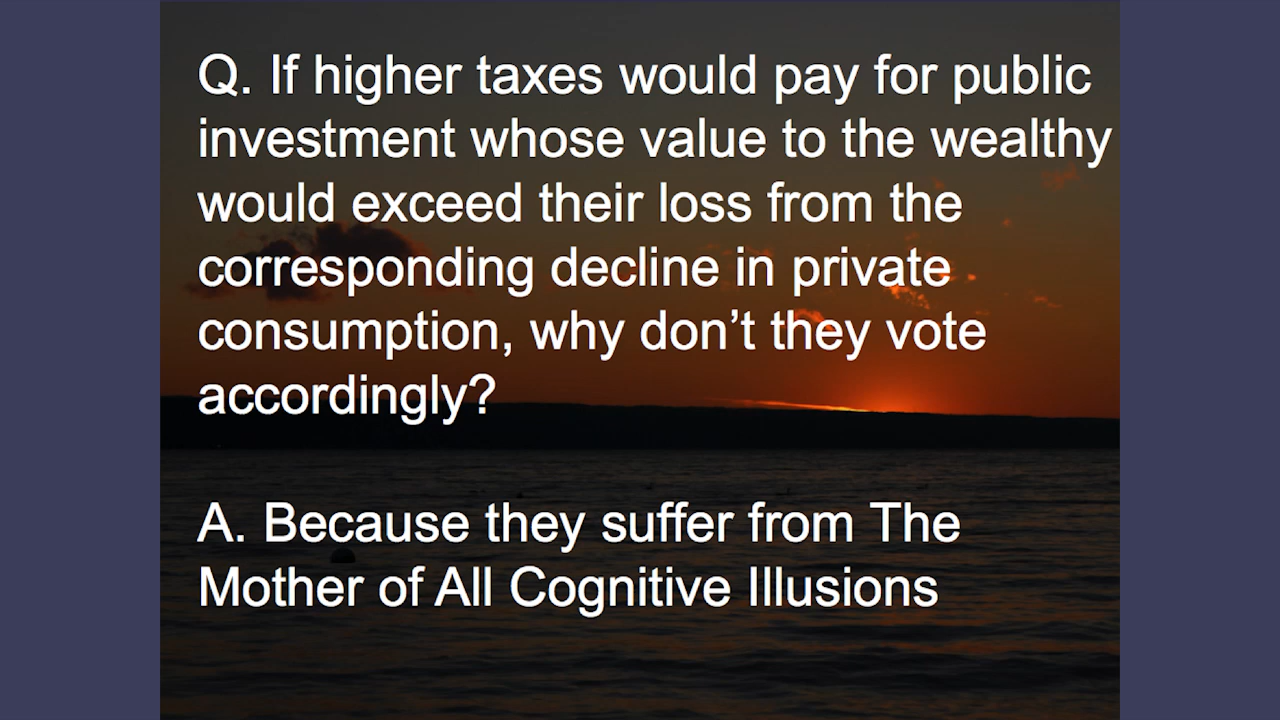 Q. If higher taxes would pay for public
investment whose value to the wealthy
would exceed their loss from the
corresponding decline in private
consumption, why don’t they vote
accordingly?
A. Because they suffer from The
Mother of All Cognitive Illusions